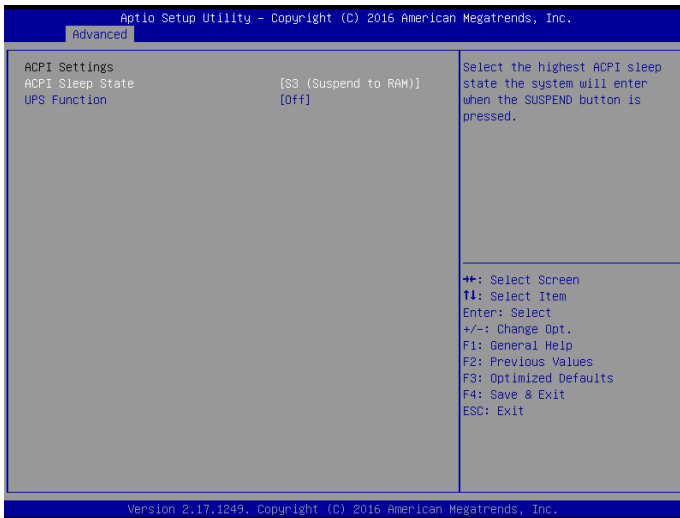 Aptio Setup Utility – Copyright (C) 2016 American Megatrends, Inc.
Advanced
ACPI Settings
ACPI Sleep State [S3 (Suspend to RAM)]
UPS Function [Off]
Select the highest ACPI sleep
state the system will enter
when the SUSPEND button is
pressed.
→←: Select Screen
↑↓: Select Item
Enter: Select
+/-: Change Opt.
F1: General Help
F2: Previous Values
F3: Optimized Defaults
F4: Save & Exit
ESC: Exit
Version 2.17.1249. Copyright (C) 2016 American Megatrends, Inc.